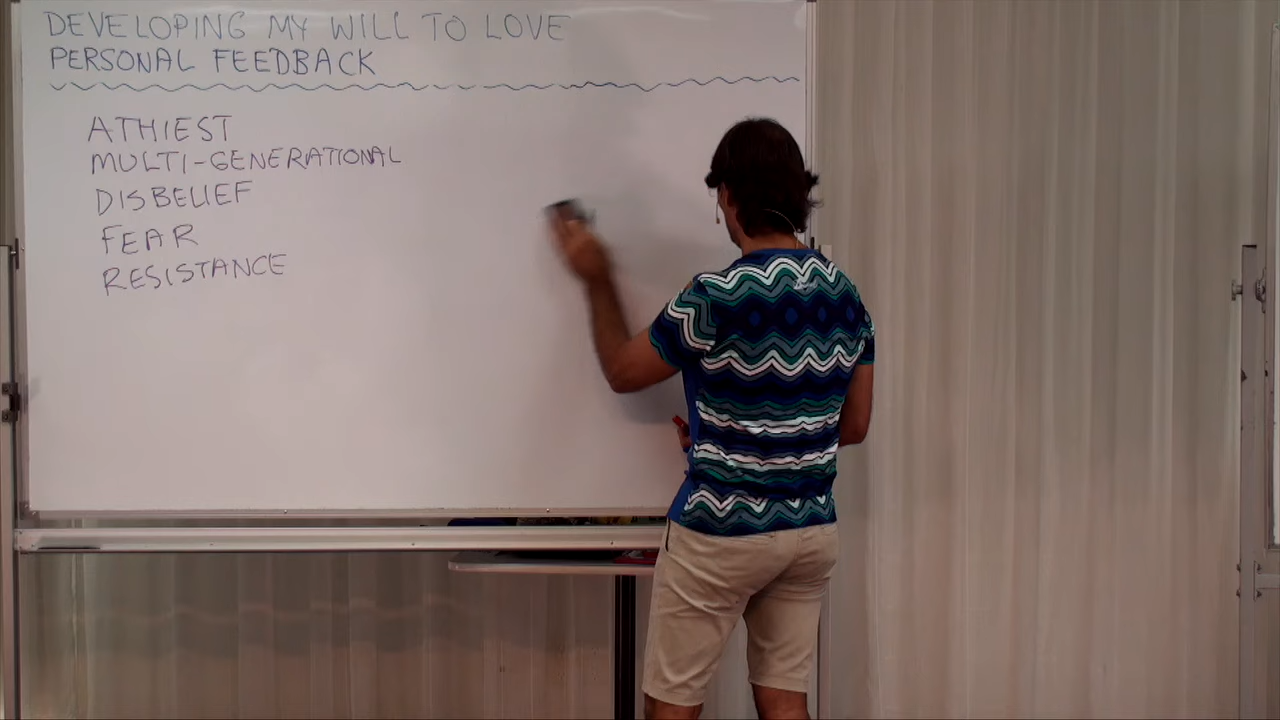 DEVELOPING MY WILL TO LOVE
PERSONAL FEEDBACK
ATHIEST
MULTI-GENERATIONAL
DISBELIEF
FEAR
RESISTANCE